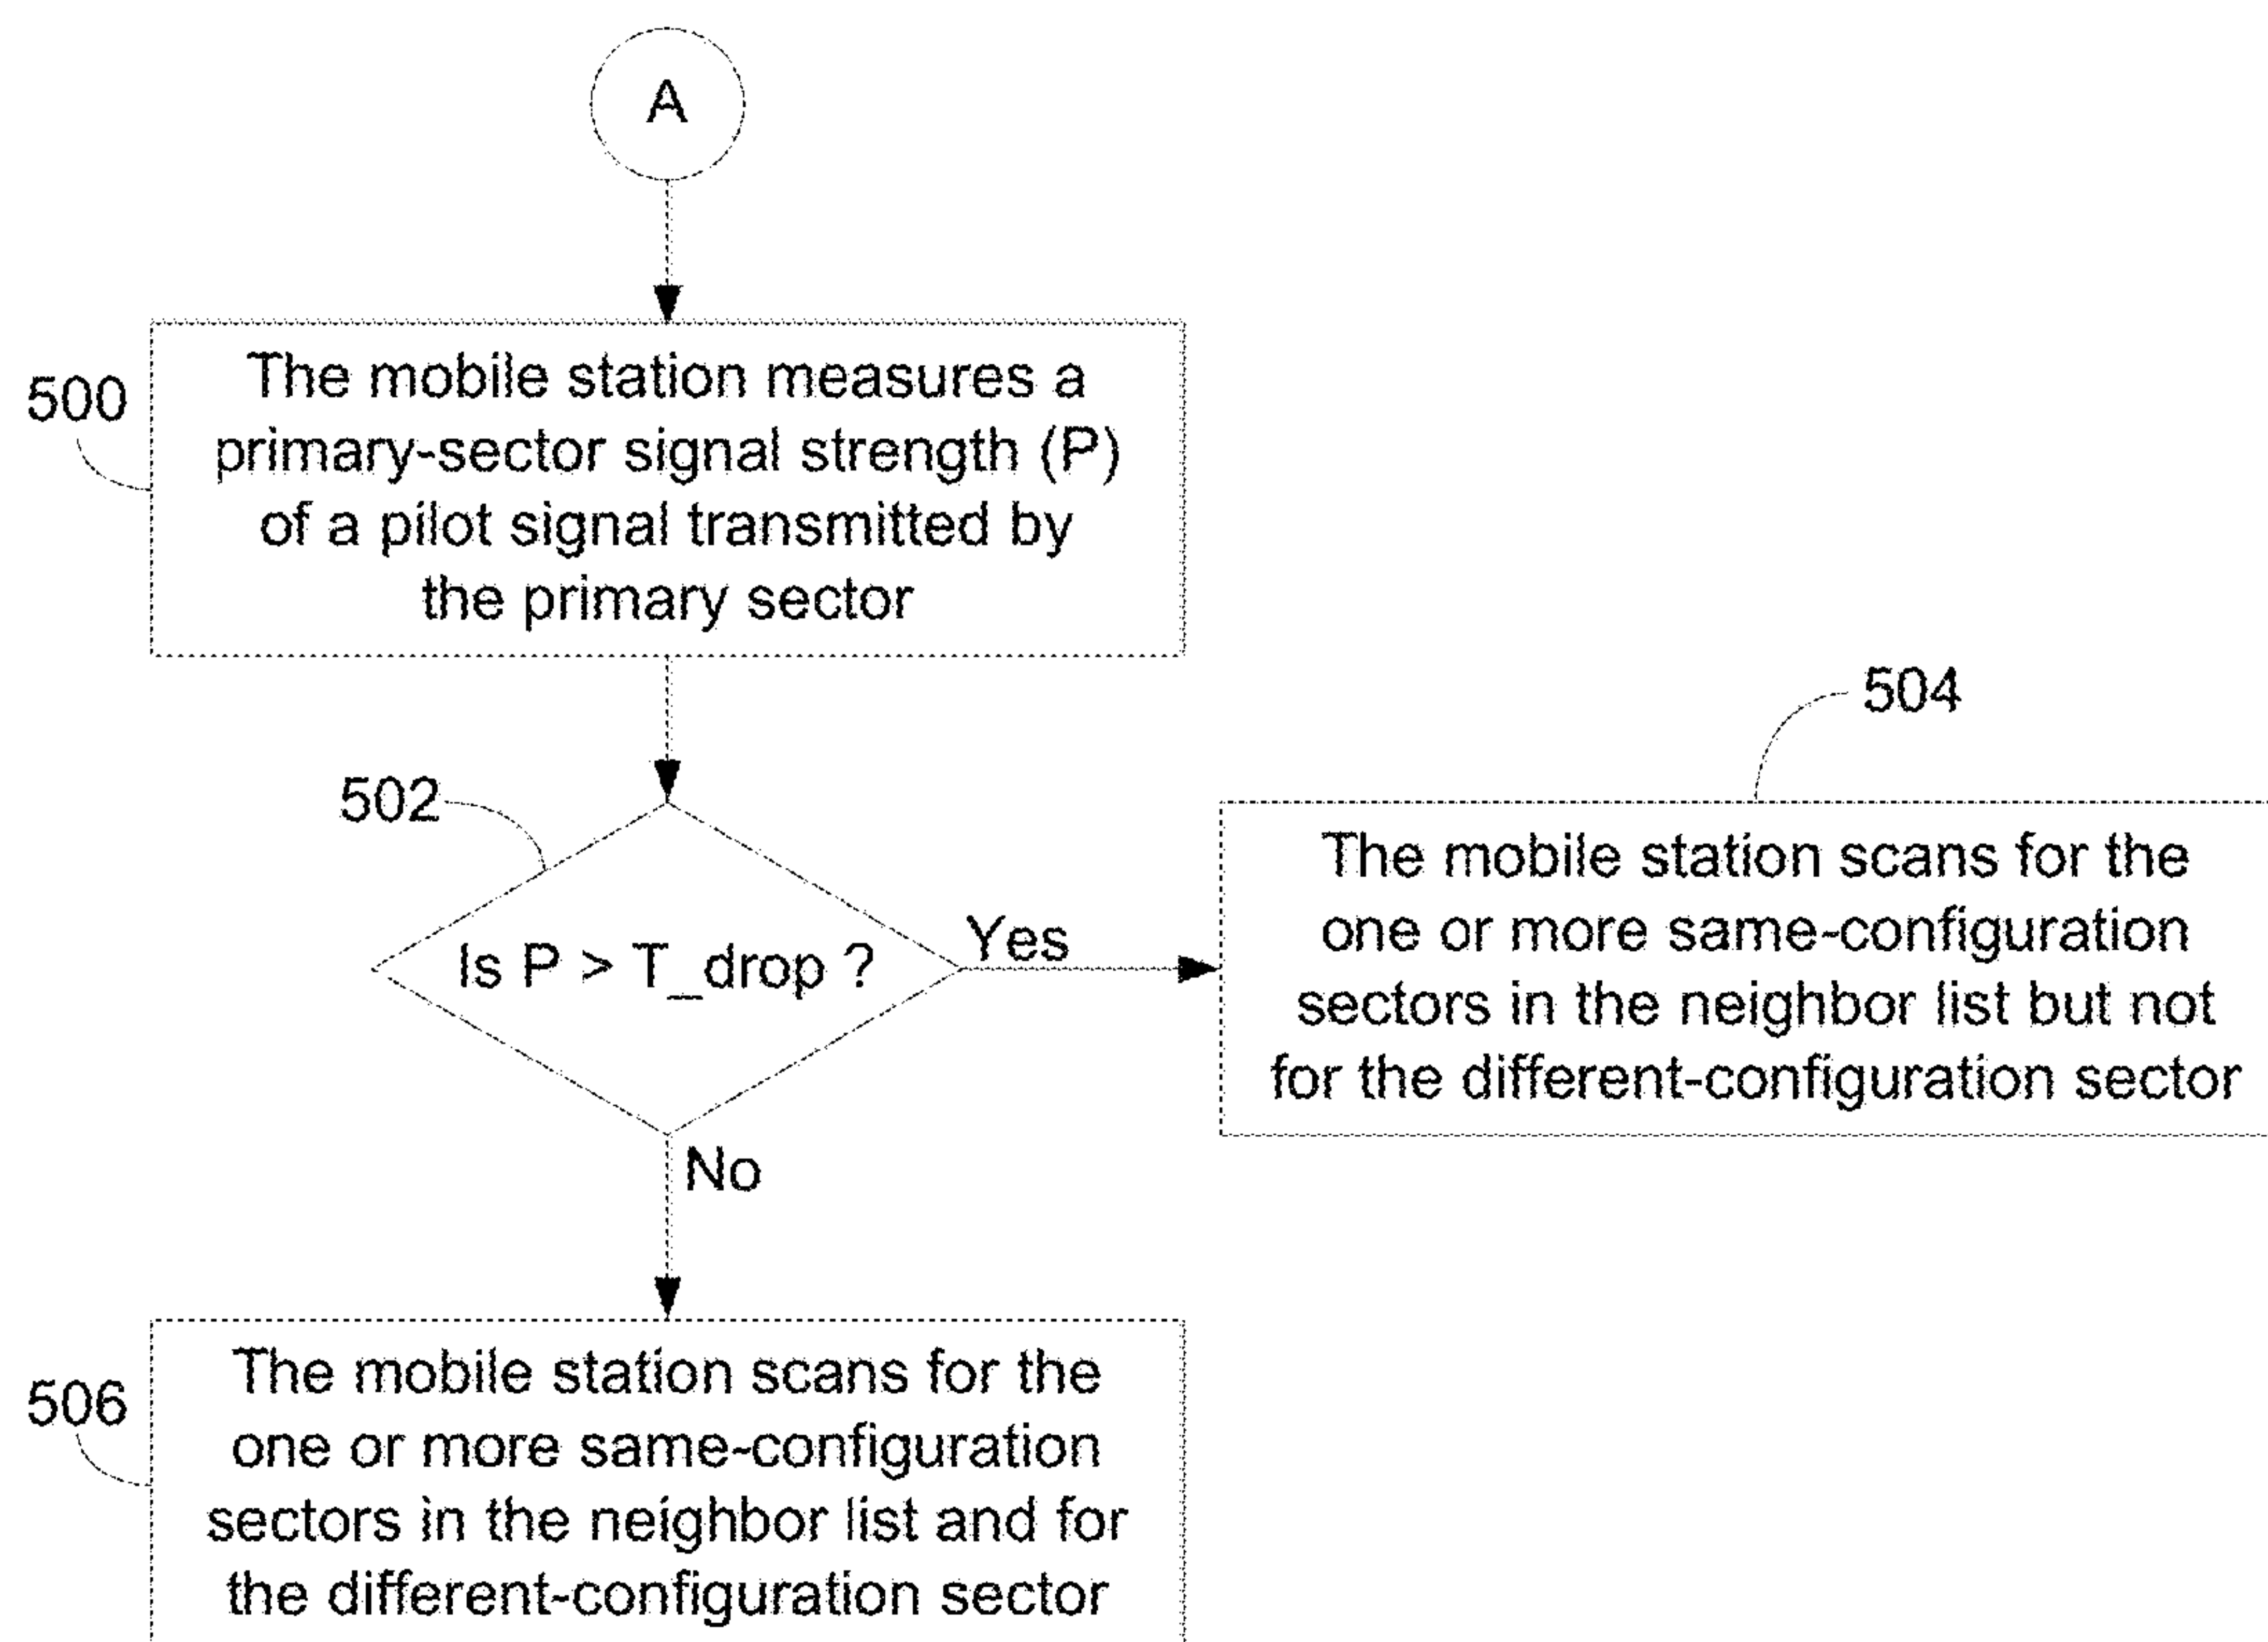 A
500
The mobile station measures a
primary-sector signal strength (P)
of a pilot signal transmitted by
the primary sector
502
Is P > T_drop ?
Yes
504
The mobile station scans for the
one or more same-configuration
sectors in the neighbor list but not
for the different-configuration sector
No
506
The mobile station scans for the
one or more same-configuration
sectors in the neighbor list and for
the different-configuration sector